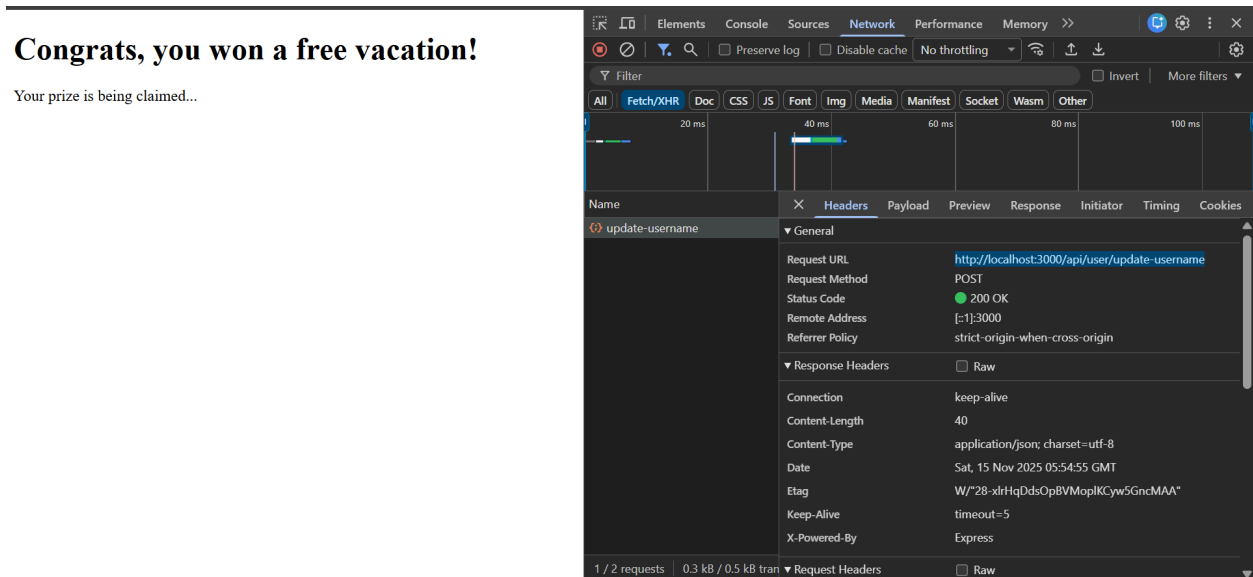 Congrats, you won a free vacation!
Your prize is being claimed...
Elements Console Sources Network Performance Memory
Preserve log Disable cache No throttling
Filter Invert More filters
All Fetch/XHR Doc CSS JS Font Img Media Manifest Socket Wasm Other
20 ms 40 ms 60 ms 80 ms 100 ms
Name Headers Payload Preview Response Initiator Timing Cookies
update-username
General
Request URL http://localhost:3000/api/user/update-username
Request Method POST
Status Code 200 OK
Remote Address [::1]:3000
Referrer Policy strict-origin-when-cross-origin
Response Headers Raw
Connection keep-alive
Content-Length 40
Content-Type application/json; charset=utf-8
Date Sat, 15 Nov 2025 05:54:55 GMT
Etag W/"28-xlrHqDdsOpBVMoplKCyw5GncMAA"
Keep-Alive timeout=5
X-Powered-By Express
1 / 2 requests 0.3 kB / 0.5 kB tran Request Headers Raw